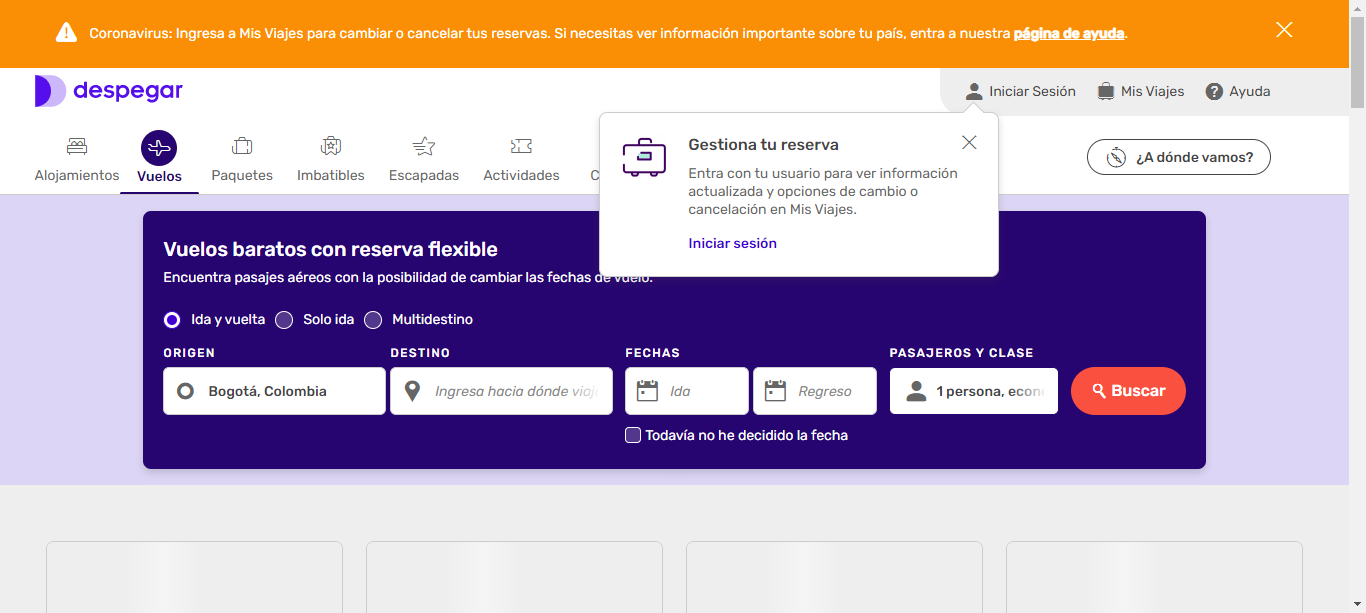 Coronavirus: Ingresa a Mis Viajes para cambiar o cancelar tus reservas. Si necesitas ver información importante sobre tu país, entra a nuestra página de ayuda.
despegar
Iniciar Sesión
Mis Viajes
Ayuda
Alojamientos
Vuelos
Paquetes
Imbatibles
Escapadas
Actividades
C
¿A dónde vamos?
Gestiona tu reserva
Entra con tu usuario para ver información
actualizada y opciones de cambio o
cancelación en Mis Viajes.
Iniciar sesión
Vuelos baratos con reserva flexible
Encuentra pasajes aéreos con la posibilidad de cambiar las fechas de vuelo.
Ida y vuelta
Solo ida
Multidestino
ORIGEN
DESTINO
FECHAS
PASAJEROS Y CLASE
Bogotá, Colombia
Ingresa hacia dónde viaj
Ida
Regreso
1 persona, econ
Buscar
Todavía no he decidido la fecha